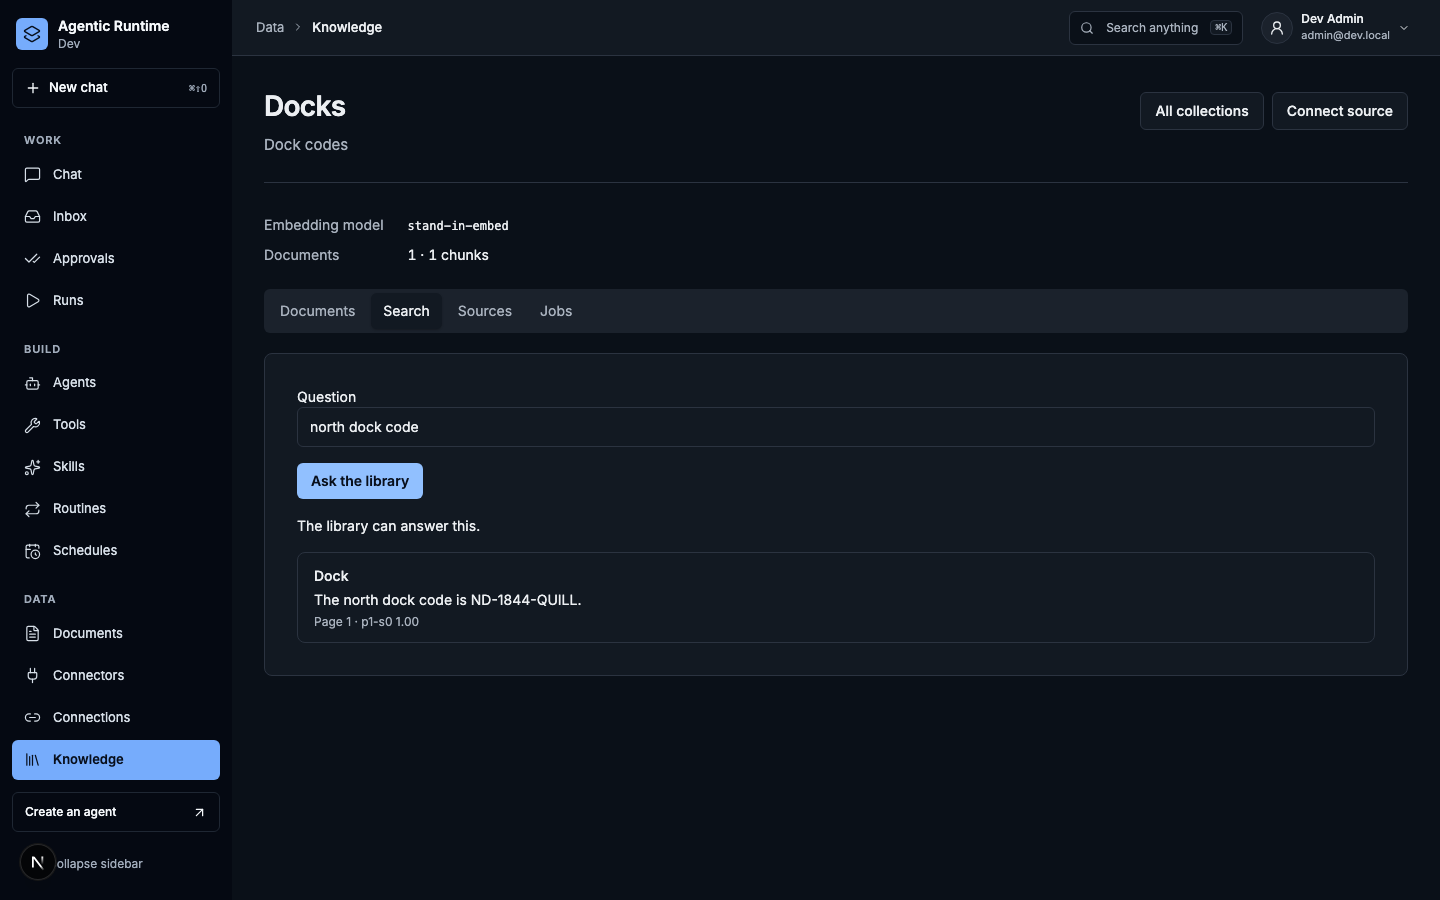 Agentic Runtime
Dev
New chat
⌘⇧O
WORK
Chat
Inbox
Approvals
Runs
BUILD
Agents
Tools
Skills
Routines
Schedules
DATA
Documents
Connectors
Connections
Knowledge
Create an agent
N
ollapse sidebar
Data > Knowledge
Search anything ⌘K
Dev Admin
admin@dev.local
Docks
Dock codes
All collections
Connect source
Embedding model stand-in-embed
Documents 1 · 1 chunks
Documents Search Sources Jobs
Question
north dock code
Ask the library
The library can answer this.
Dock
The north dock code is ND-1844-QUILL.
Page 1 · p1-s0 1.00